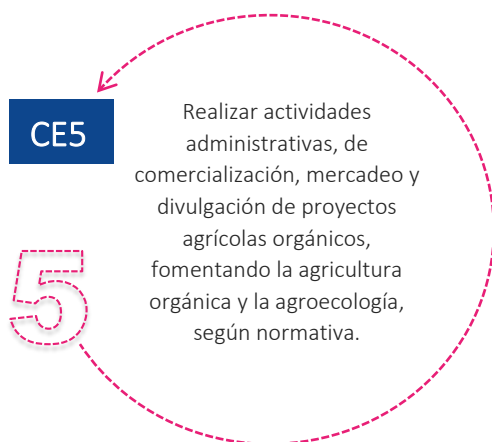 CE5
5
Realizar actividades
administrativas, de
comercialización, mercadeo y
divulgación de proyectos
agrícolas orgánicos,
fomentando la agricultura
orgánica y la agroecología,
según normativa.